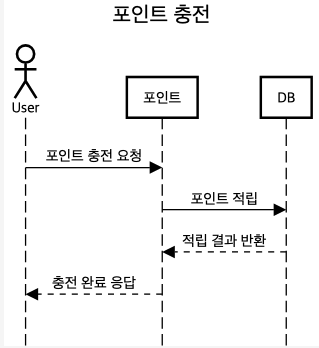 포인트 충전
User
포인트
DB
포인트 충전 요청
포인트 적립
적립 결과 반환
충전 완료 응답